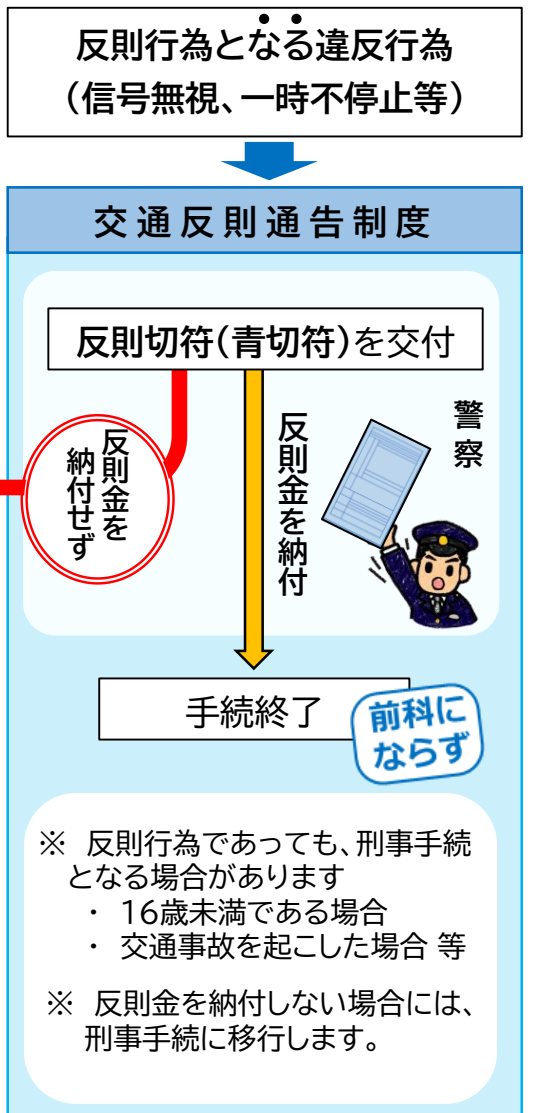 反則行為となる違反行為
(信号無視、一時不停止等)
交通反則通告制度
反則切符(青切符)を交付
反則金を
納付せず
反則金を納付
警察
手続終了
前科に
ならず
※ 反則行為であっても、刑事手続
となる場合があります
・ 16歳未満である場合
・ 交通事故を起こした場合 等
※ 反則金を納付しない場合には、
刑事手続に移行します。